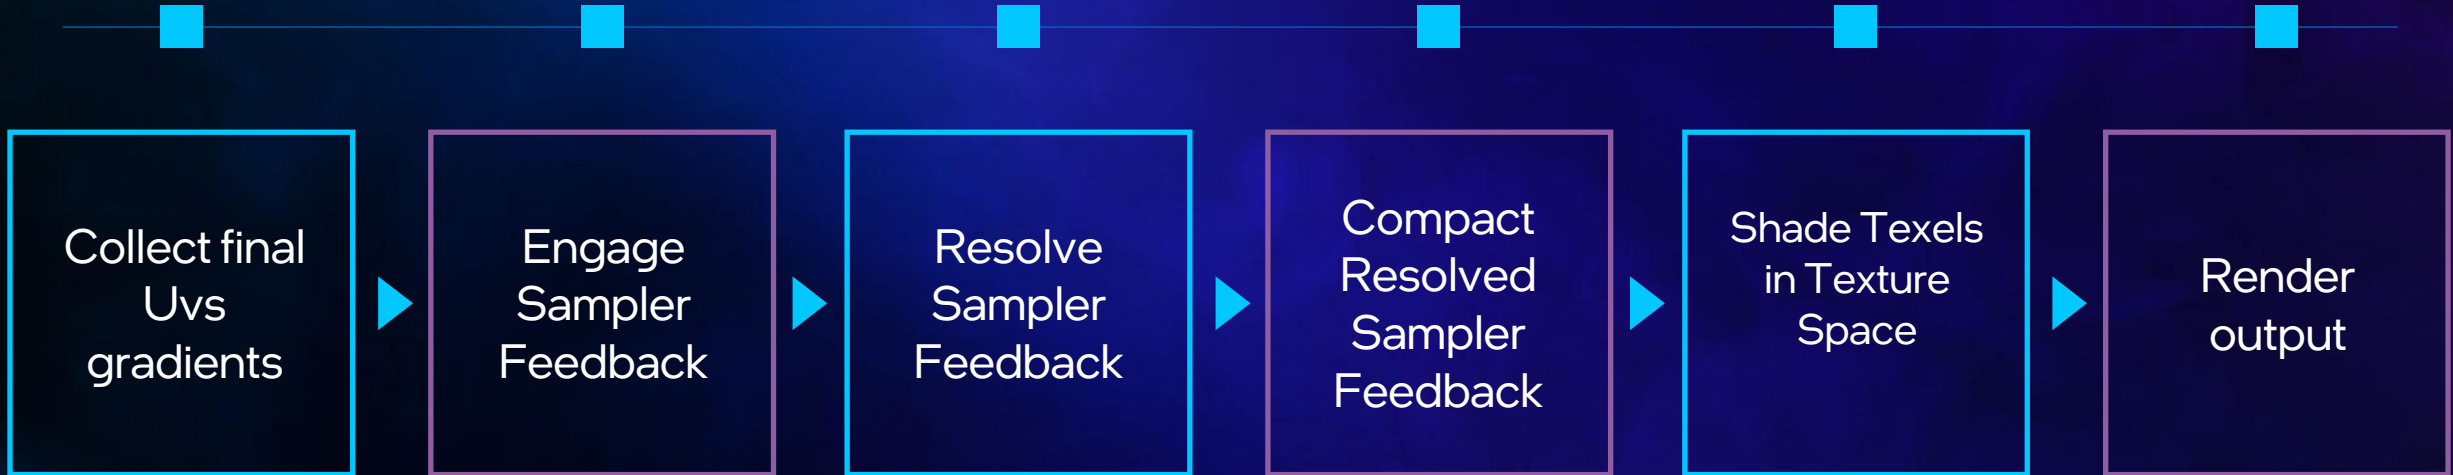 Collect final
Uvs
gradients
Engage
Sampler
Feedback
Resolve
Sampler
Feedback
Compact
Resolved
Sampler
Feedback
Shade Texels
in Texture
Space
Render
output